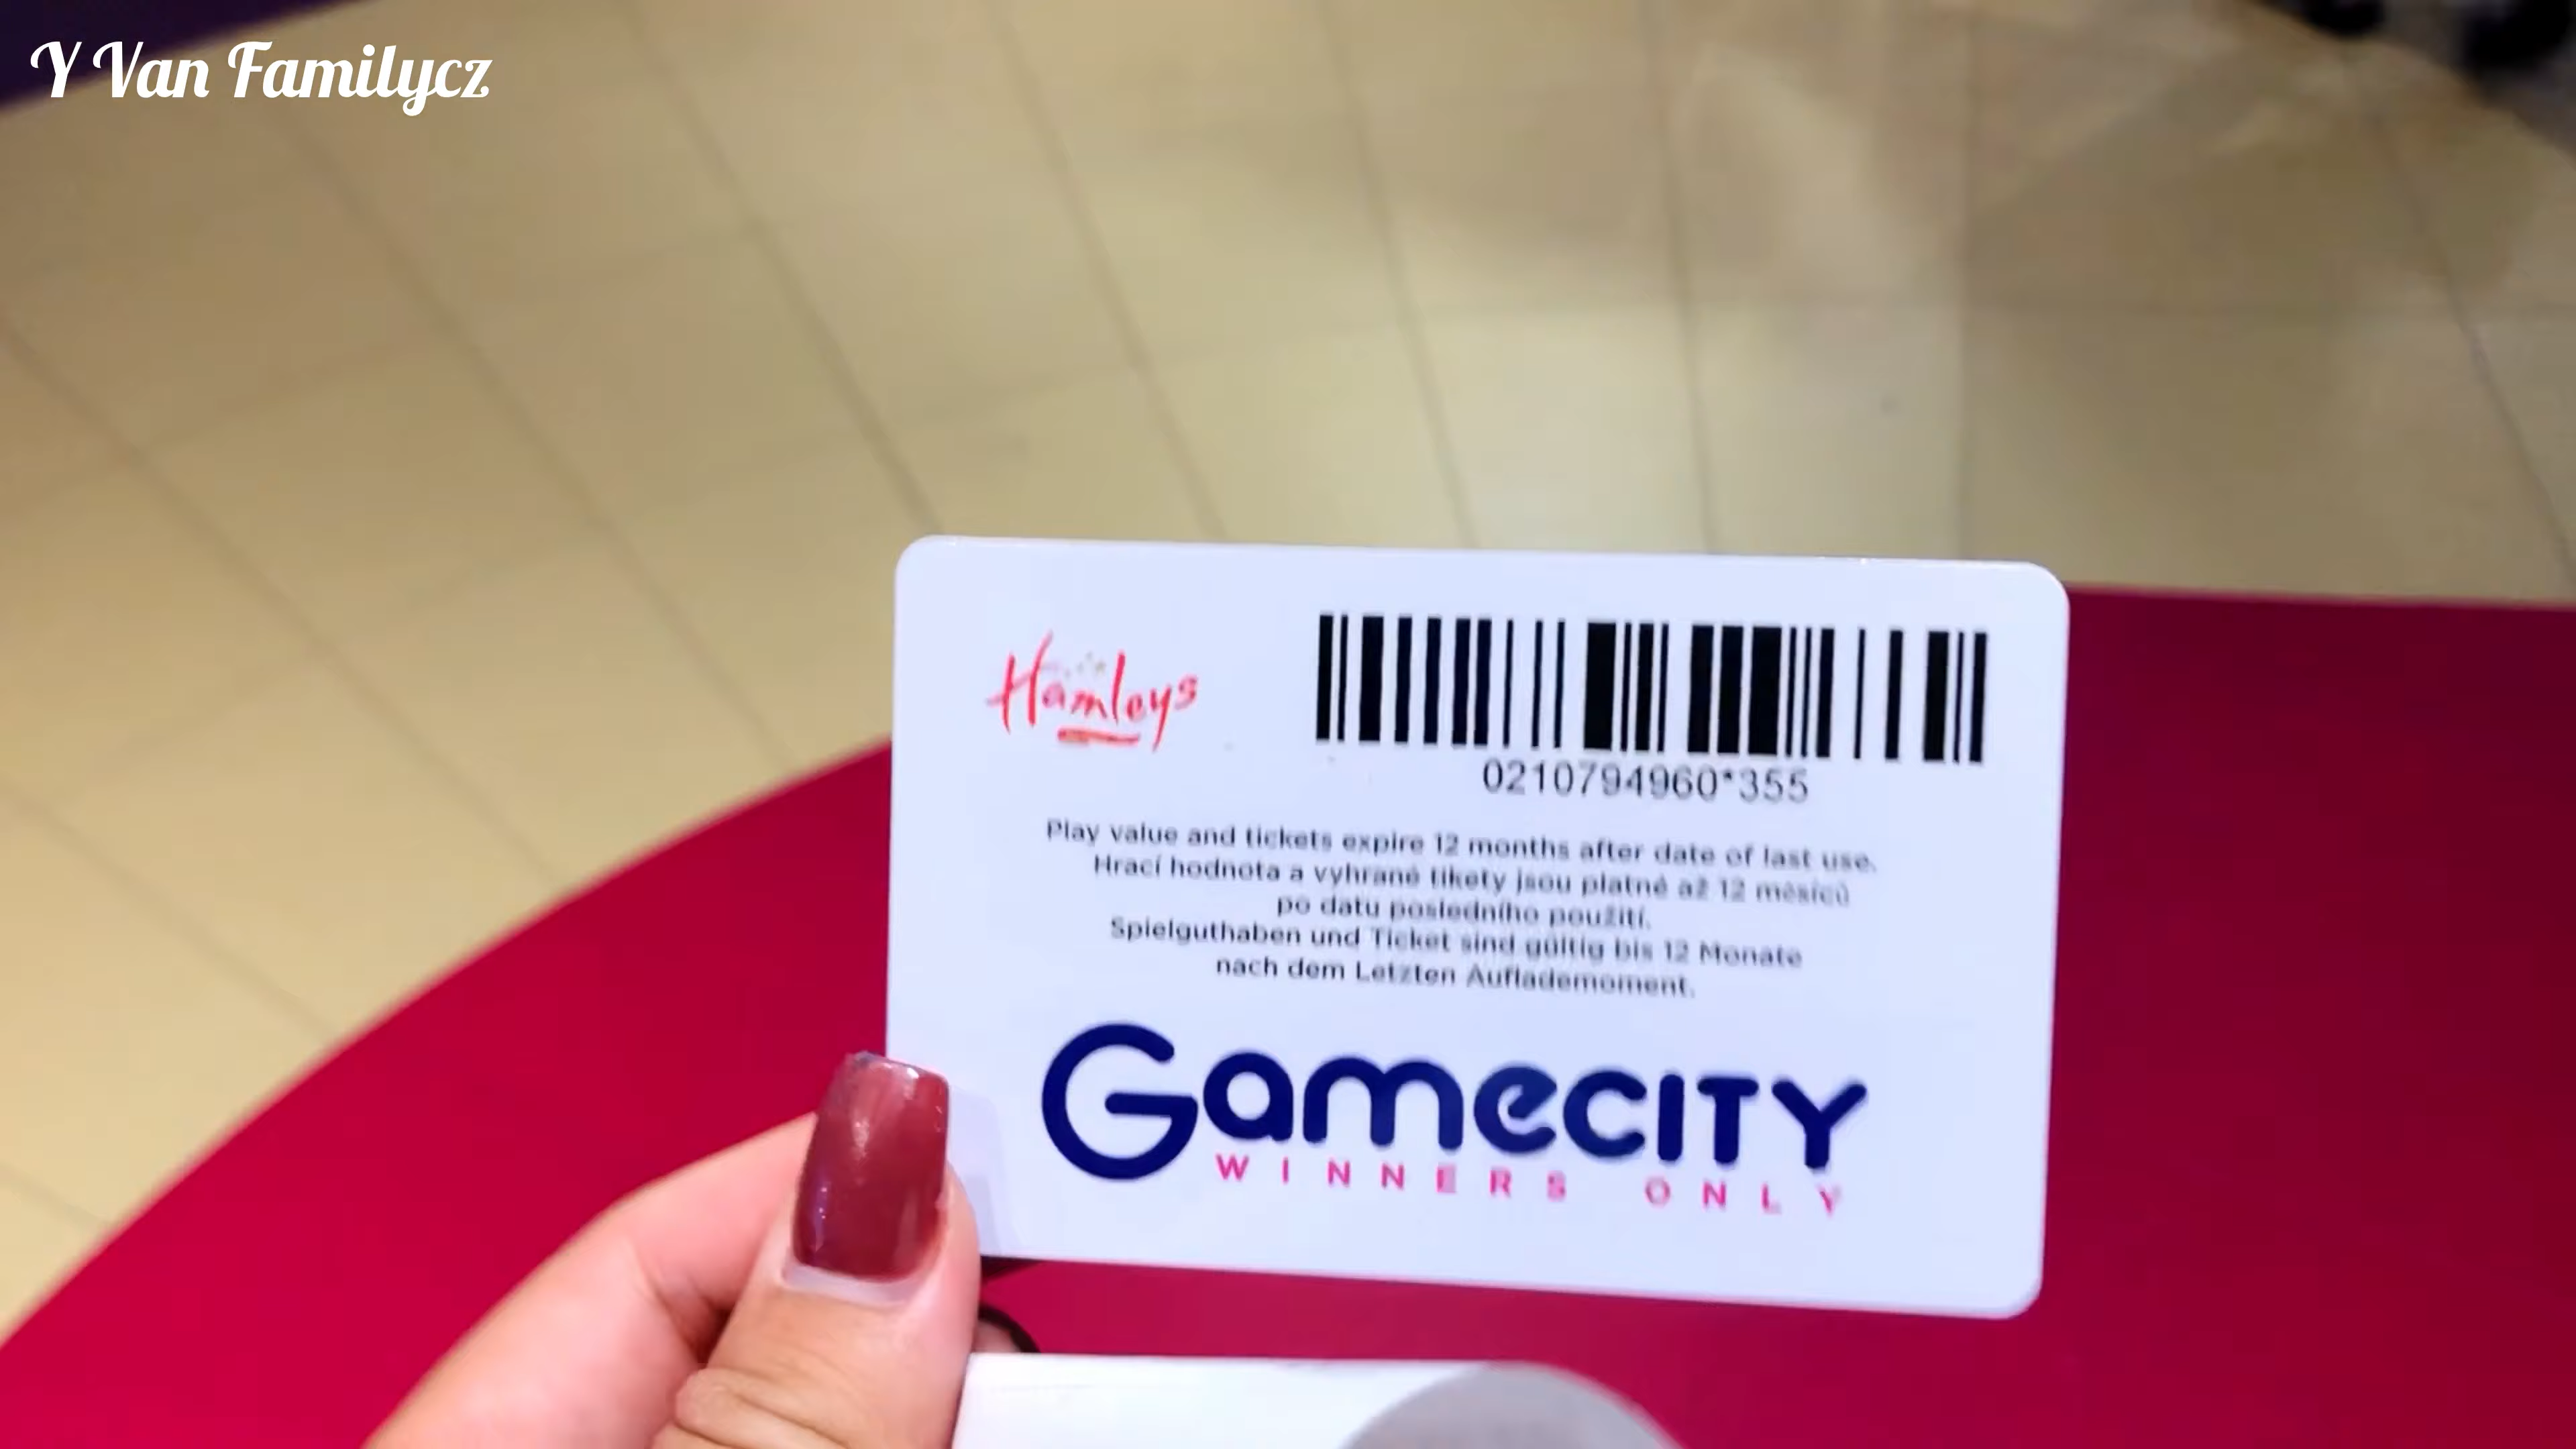 Y Van Familycz
Hamleys
0210794960*355
Play value and tickets expire 12 months after date of last use.
Hrací hodnota a vyhrané tikety jsou platné až 12 měsíců
po datu posledního použití.
Spielguthaben und Ticket sind gültig bis 12 Monate
nach dem Letzten Auflademoment.
GameCITY
WINNERS ONLY